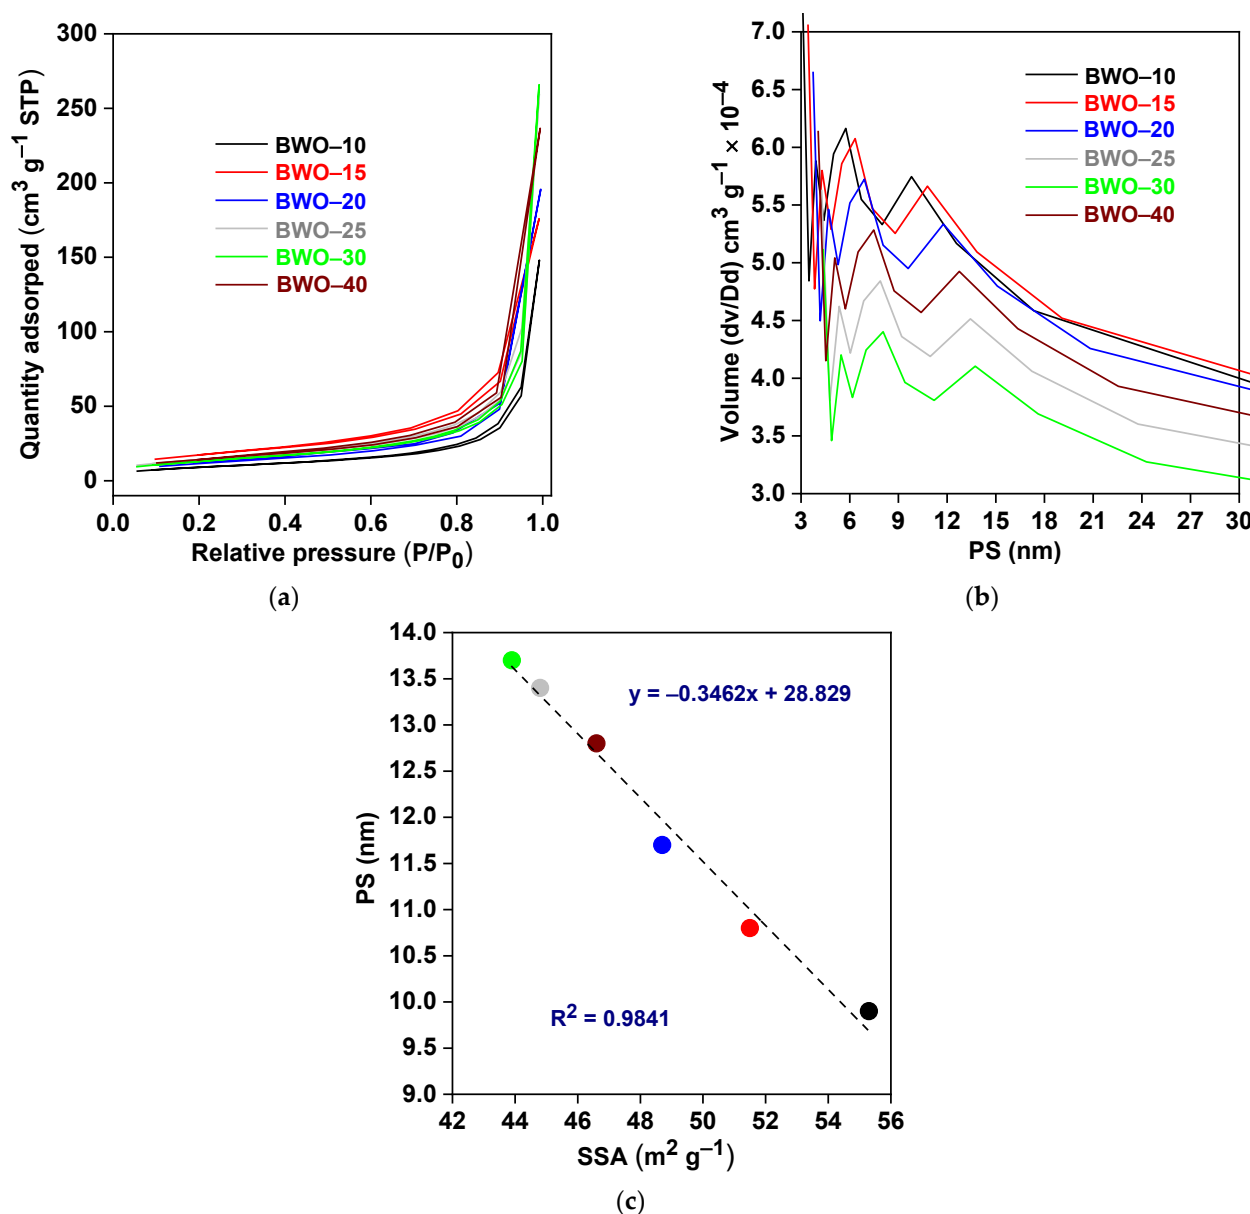 300
250
200
150
100
50
0
Quantity adsorped (cm³ g⁻¹ STP)
BWO–10
BWO–15
BWO–20
BWO–25
BWO–30
BWO–40
0.0 0.2 0.4 0.6 0.8 1.0
Relative pressure (P/P₀)
(a)
7.0
6.5
6.0
5.5
5.0
4.5
4.0
3.5
3.0
Volume (dv/Dd) cm³ g⁻¹ × 10⁻⁴
BWO–10
BWO–15
BWO–20
BWO–25
BWO–30
BWO–40
3 6 9 12 15 18 21 24 27 30
PS (nm)
(b)
14.0
13.5
13.0
12.5
12.0
11.5
11.0
10.5
10.0
9.5
9.0
PS (nm)
y = –0.3462x + 28.829
R² = 0.9841
42 44 46 48 50 52 54 56
SSA (m² g⁻¹)
(c)